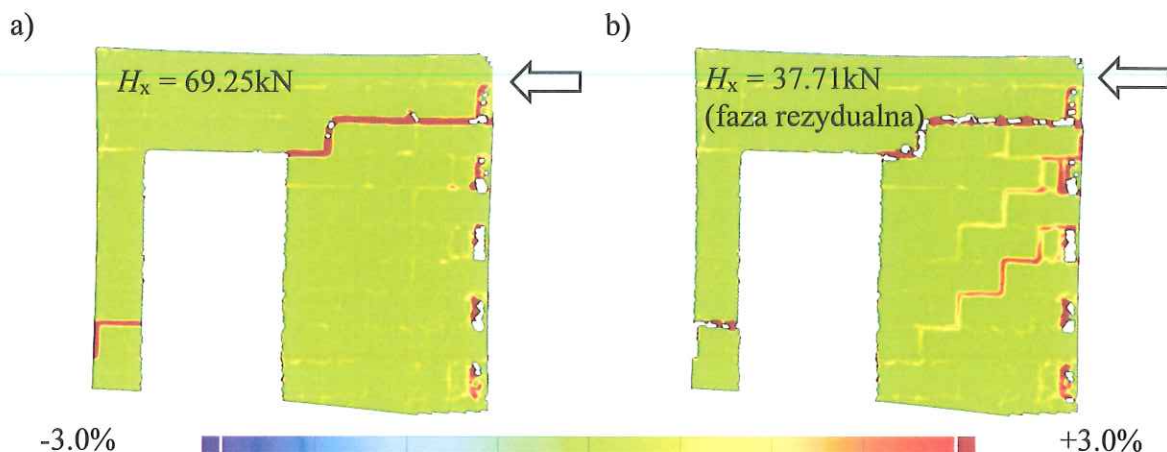 a)
b)
Hx = 69.25kN
Hx = 37.71kN
(faza rezydualna)
-3.0%
+3.0%